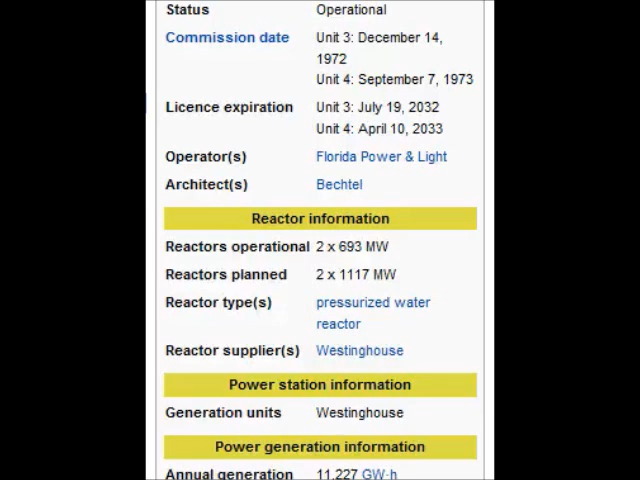 Status Operational
Commission date Unit 3: December 14,
1972
Unit 4: September 7, 1973
Licence expiration Unit 3: July 19, 2032
Unit 4: April 10, 2033
Operator(s) Florida Power & Light
Architect(s) Bechtel
Reactor information
Reactors operational 2 x 693 MW
Reactors planned 2 x 1117 MW
Reactor type(s) pressurized water
reactor
Reactor supplier(s) Westinghouse
Power station information
Generation units Westinghouse
Power generation information
Annual generation 11,227 GW·h